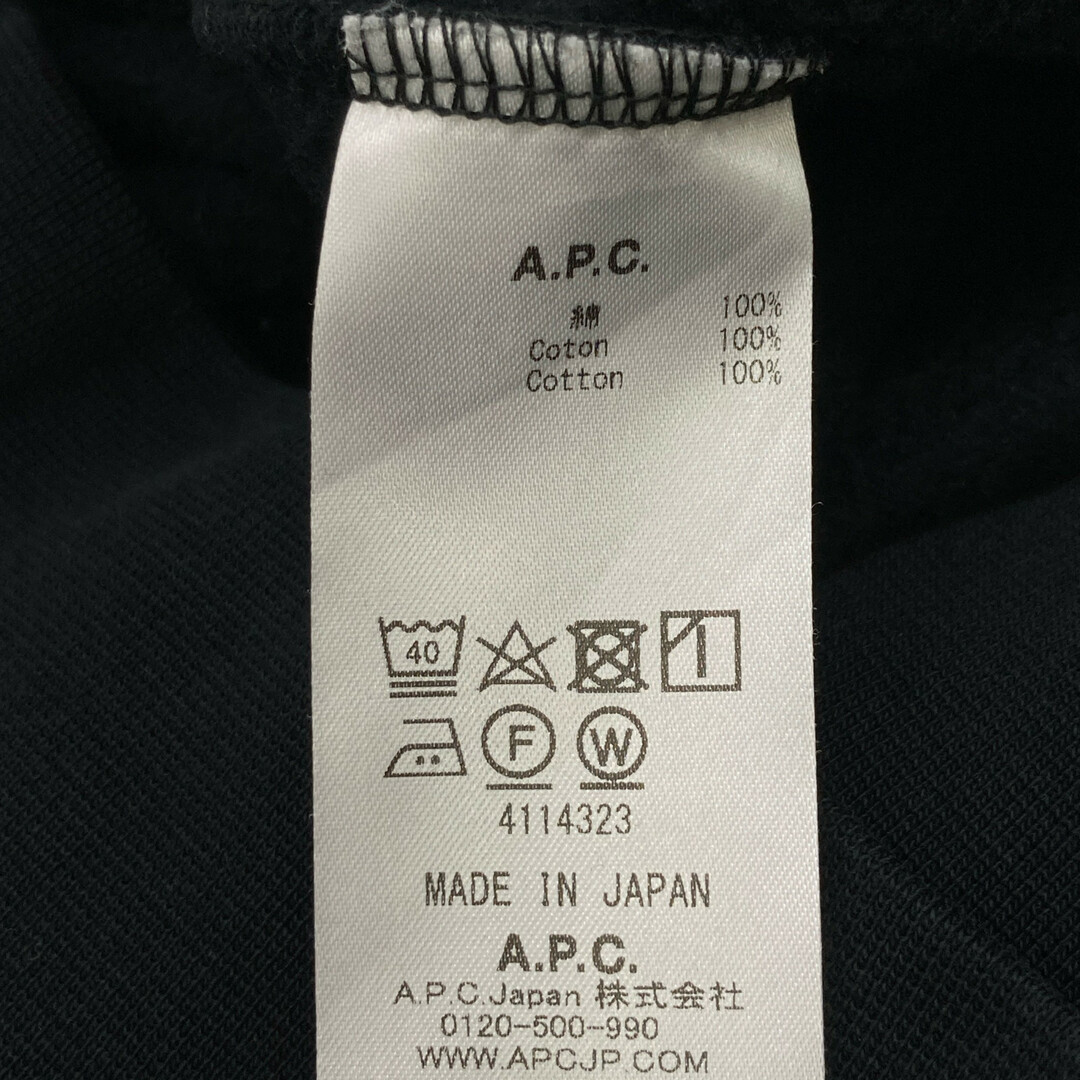 A.P.C.
綿 100%
Coton 100%
Cotton 100%
40
F W
4114323
MADE IN JAPAN
A.P.C.
A.P.C.Japan 株式会社
0120-500-990
WWW.APCJP.COM